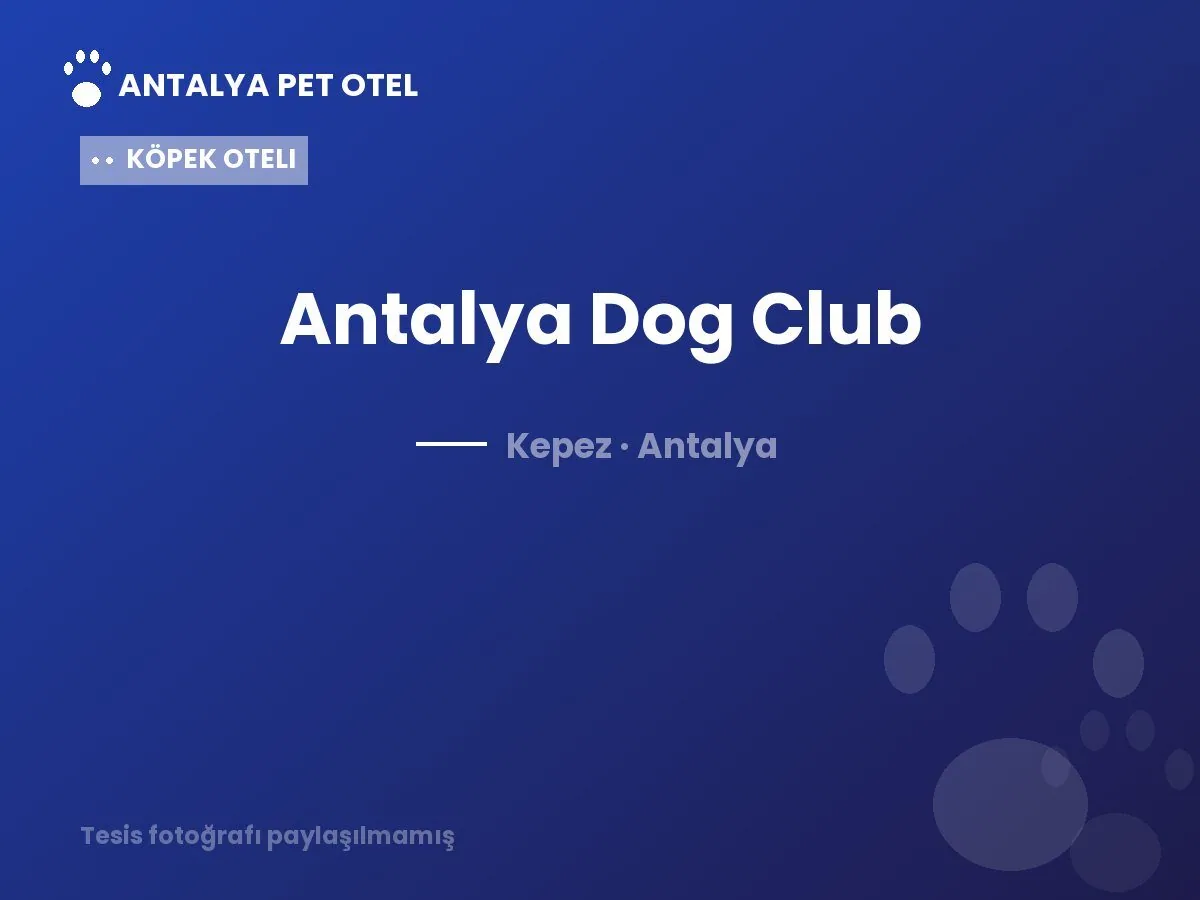 ANTALYA PET OTEL
KÖPEK OTELI
Antalya Dog Club
Kepez · Antalya
Tesis fotoğrafı paylaşılmamış